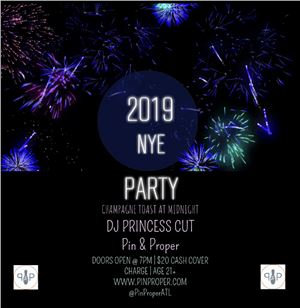 2019
NYE
PARTY
CHAMPAGNE TOAST AT MIDNIGHT
DJ PRINCESS CUT
Pin & Proper
DOORS OPEN @ 7PM | $20 CASH COVER
CHARGE | AGE 21+
WWW.PINPROPER.COM
@PinProperATL